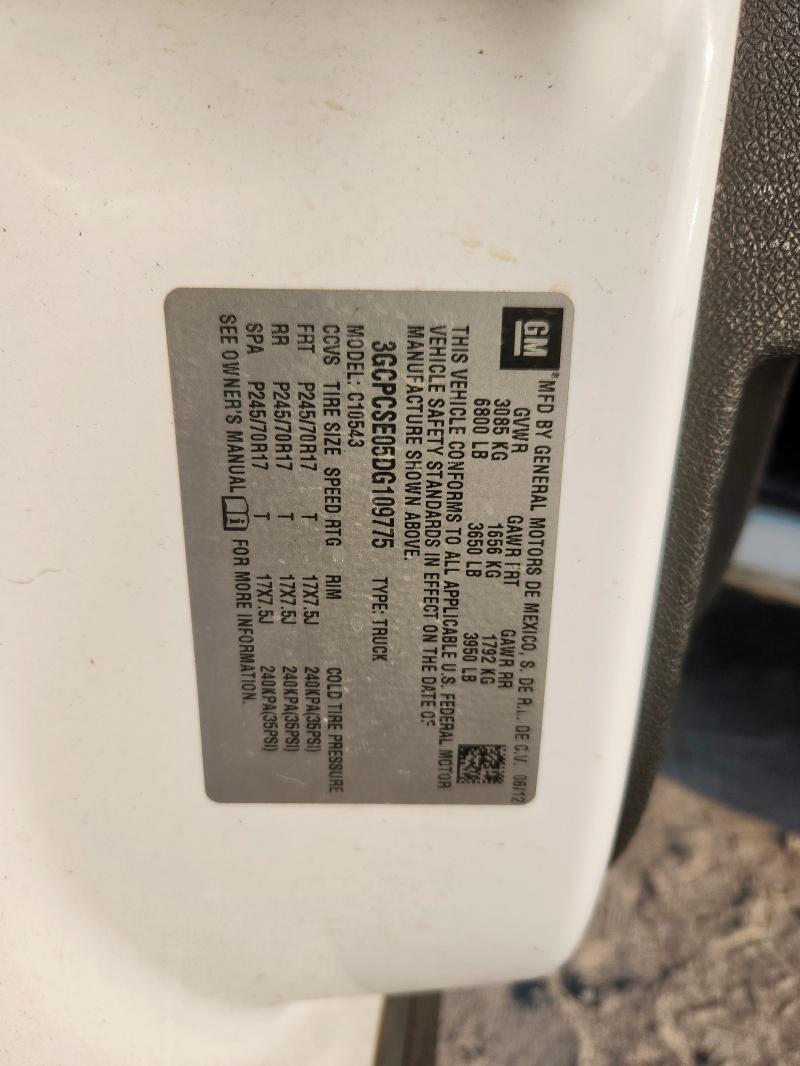 GM
*MFD BY GENERAL MOTORS DE MEXICO, S. DE R.L. DE C.V. 06/12
GVWR GAWR FRT GAWR RR
3085 KG 1656 KG 1792 KG
6800 LB 3650 LB 3950 LB
THIS VEHICLE CONFORMS TO ALL APPLICABLE U.S. FEDERAL MOTOR
VEHICLE SAFETY STANDARDS IN EFFECT ON THE DATE OF
MANUFACTURE SHOWN ABOVE.
3GCPCSE05DG109775 TYPE: TRUCK
MODEL: C10543
CCVS TIRE SIZE SPEED RTG RIM COLD TIRE PRESSURE
FRT P245/70R17 T 17X7.5J 240KPA(35PSI)
RR P245/70R17 T 17X7.5J 240KPA(35PSI)
SPA P245/70R17 T 17X7.5J 240KPA(35PSI)
SEE OWNER'S MANUAL FOR MORE INFORMATION.